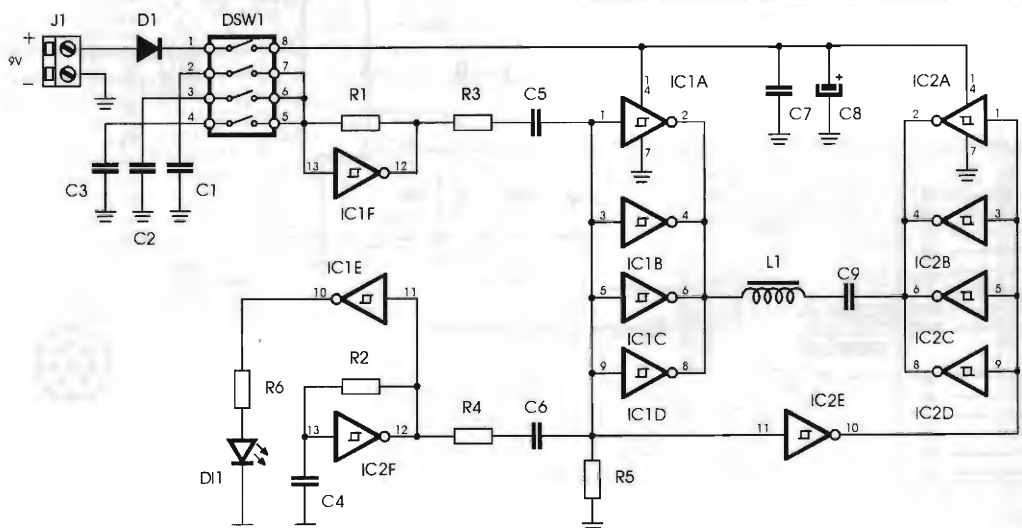 J1 D1 DSW1
+ 1 8
9V 2 7
- 3 6
4 5
R1 R3 C5
13 12
IC1F
C3 C2 C1
IC1A
1 4 2 7
C7 + C8
IC2A
4 2 1 7
3 4
IC1B
5 6
IC1C
9 8
IC1D
L1 C9
4 3
IC2B
6 5
IC2C
8 9
IC2D
IC1E
10 11
R2
R6
13 12
IC2F
R4 C6
DI1 C4
R5
IC2E
11 10